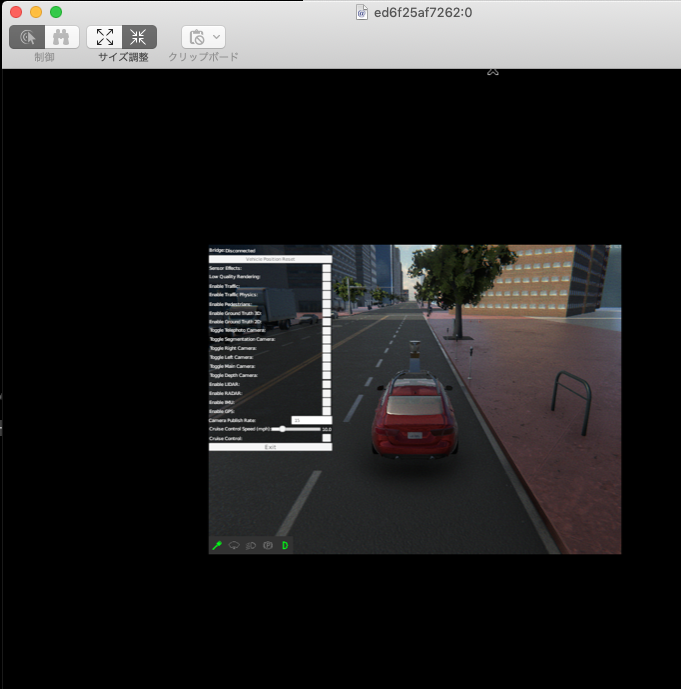 ed6f25af7262:0
制御
サイズ調整
クリップボード
Bridge: Disconnected
Vehicle Position Reset
Sensor Effects:
Low Quality Rendering:
Enable Traffic:
Enable Traffic Physics:
Enable Pedestrians:
Enable Ground Truth 3D:
Enable Ground Truth 2D:
Toggle Telephoto Camera:
Toggle Segmentation Camera:
Toggle Right Camera:
Toggle Left Camera:
Toggle Main Camera:
Toggle Depth Camera:
Enable LIDAR:
Enable RADAR:
Enable IMU:
Enable GPS:
Camera Publish Rate:
Cruise Control Speed (mph): 10.0
Cruise Control:
Exit
D